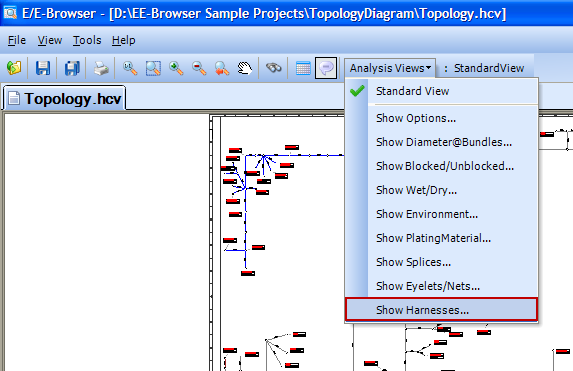 E/E-Browser - [D:\EE-Browser Sample Projects\TopologyDiagram\Topology.hcv]
File View Tools Help
Analysis Views : StandardView
Topology.hcv
Standard View
Show Options...
Show Diameter@Bundles...
Show Blocked/Unblocked...
Show Wet/Dry...
Show Environment...
Show PlatingMaterial...
Show Splices...
Show Eyelets/Nets...
Show Harnesses...